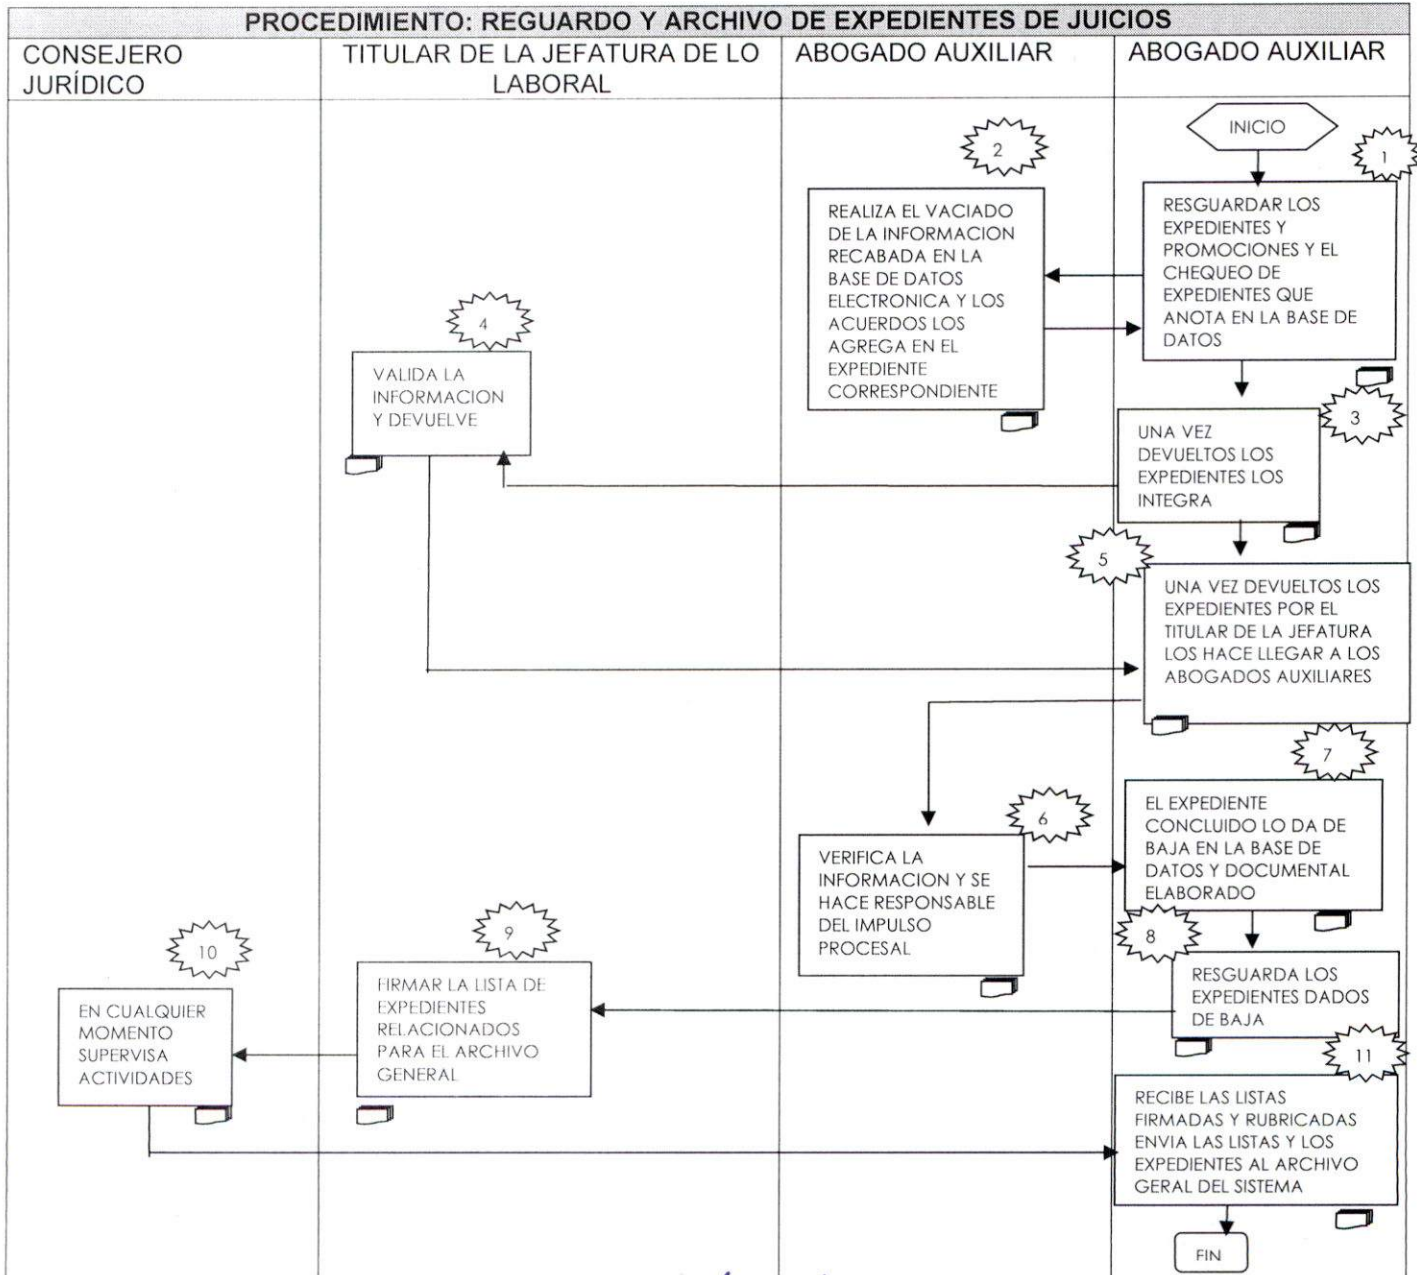 PROCEDIMIENTO: REGUARDO Y ARCHIVO DE EXPEDIENTES DE JUICIOS
CONSEJERO
JURÍDICO
TITULAR DE LA JEFATURA DE LO
LABORAL
ABOGADO AUXILIAR
ABOGADO AUXILIAR
INICIO
1
RESGUARDAR LOS
EXPEDIENTES Y
PROMOCIONES Y EL
CHEQUEO DE
EXPEDIENTES QUE
ANOTA EN LA BASE DE
DATOS
2
REALIZA EL VACIADO
DE LA INFORMACION
RECABADA EN LA
BASE DE DATOS
ELECTRONICA Y LOS
ACUERDOS LOS
AGREGA EN EL
EXPEDIENTE
CORRESPONDIENTE
3
UNA VEZ
DEVUELTOS LOS
EXPEDIENTES LOS
INTEGRA
4
VALIDA LA
INFORMACION
Y DEVUELVE
5
UNA VEZ DEVUELTOS LOS
EXPEDIENTES POR EL
TITULAR DE LA JEFATURA
LOS HACE LLEGAR A LOS
ABOGADOS AUXILIARES
6
VERIFICA LA
INFORMACION Y SE
HACE RESPONSABLE
DEL IMPULSO
PROCESAL
7
EL EXPEDIENTE
CONCLUIDO LO DA DE
BAJA EN LA BASE DE
DATOS Y DOCUMENTAL
ELABORADO
8
RESGUARDA LOS
EXPEDIENTES DADOS
DE BAJA
9
FIRMAR LA LISTA DE
EXPEDIENTES
RELACIONADOS
PARA EL ARCHIVO
GENERAL
10
EN CUALQUIER
MOMENTO
SUPERVISA
ACTIVIDADES
11
RECIBE LAS LISTAS
FIRMADAS Y RUBRICADAS
ENVIA LAS LISTAS Y LOS
EXPEDIENTES AL ARCHIVO
GERAL DEL SISTEMA
FIN